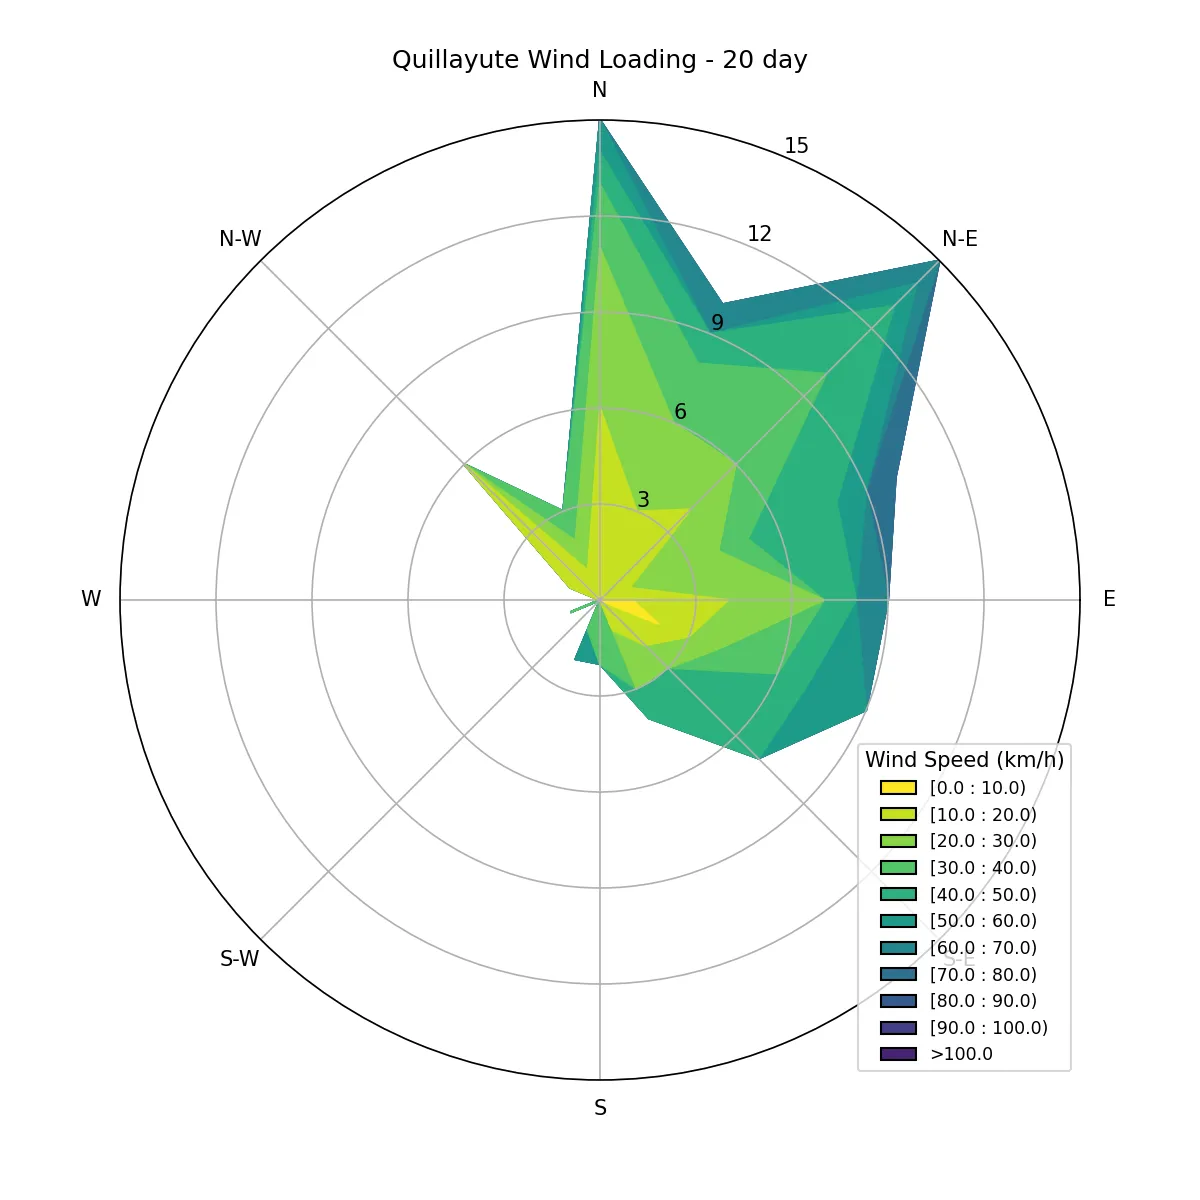 Quillayute Wind Loading - 20 day
N
15
12
N-W
N-E
9
6
3
W
E
Wind Speed (km/h)
[0.0 : 10.0)
[10.0 : 20.0)
[20.0 : 30.0)
[30.0 : 40.0)
[40.0 : 50.0)
[50.0 : 60.0)
[60.0 : 70.0)
S-W
S-E
[70.0 : 80.0)
[80.0 : 90.0)
[90.0 : 100.0)
>100.0
S